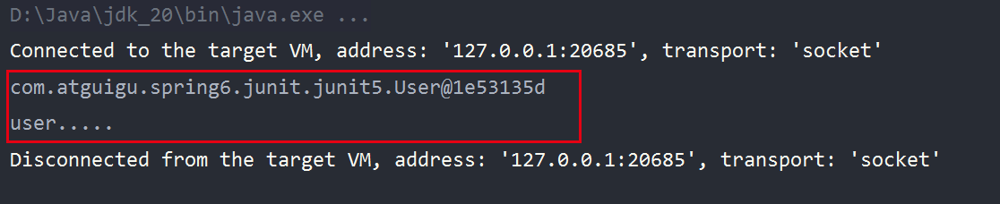 D:\Java\jdk_20\bin\java.exe ...
Connected to the target VM, address: '127.0.0.1:20685', transport: 'socket'
com.atguigu.spring6.junit.junit5.User@1e53135d
user.....
Disconnected from the target VM, address: '127.0.0.1:20685', transport: 'socket'